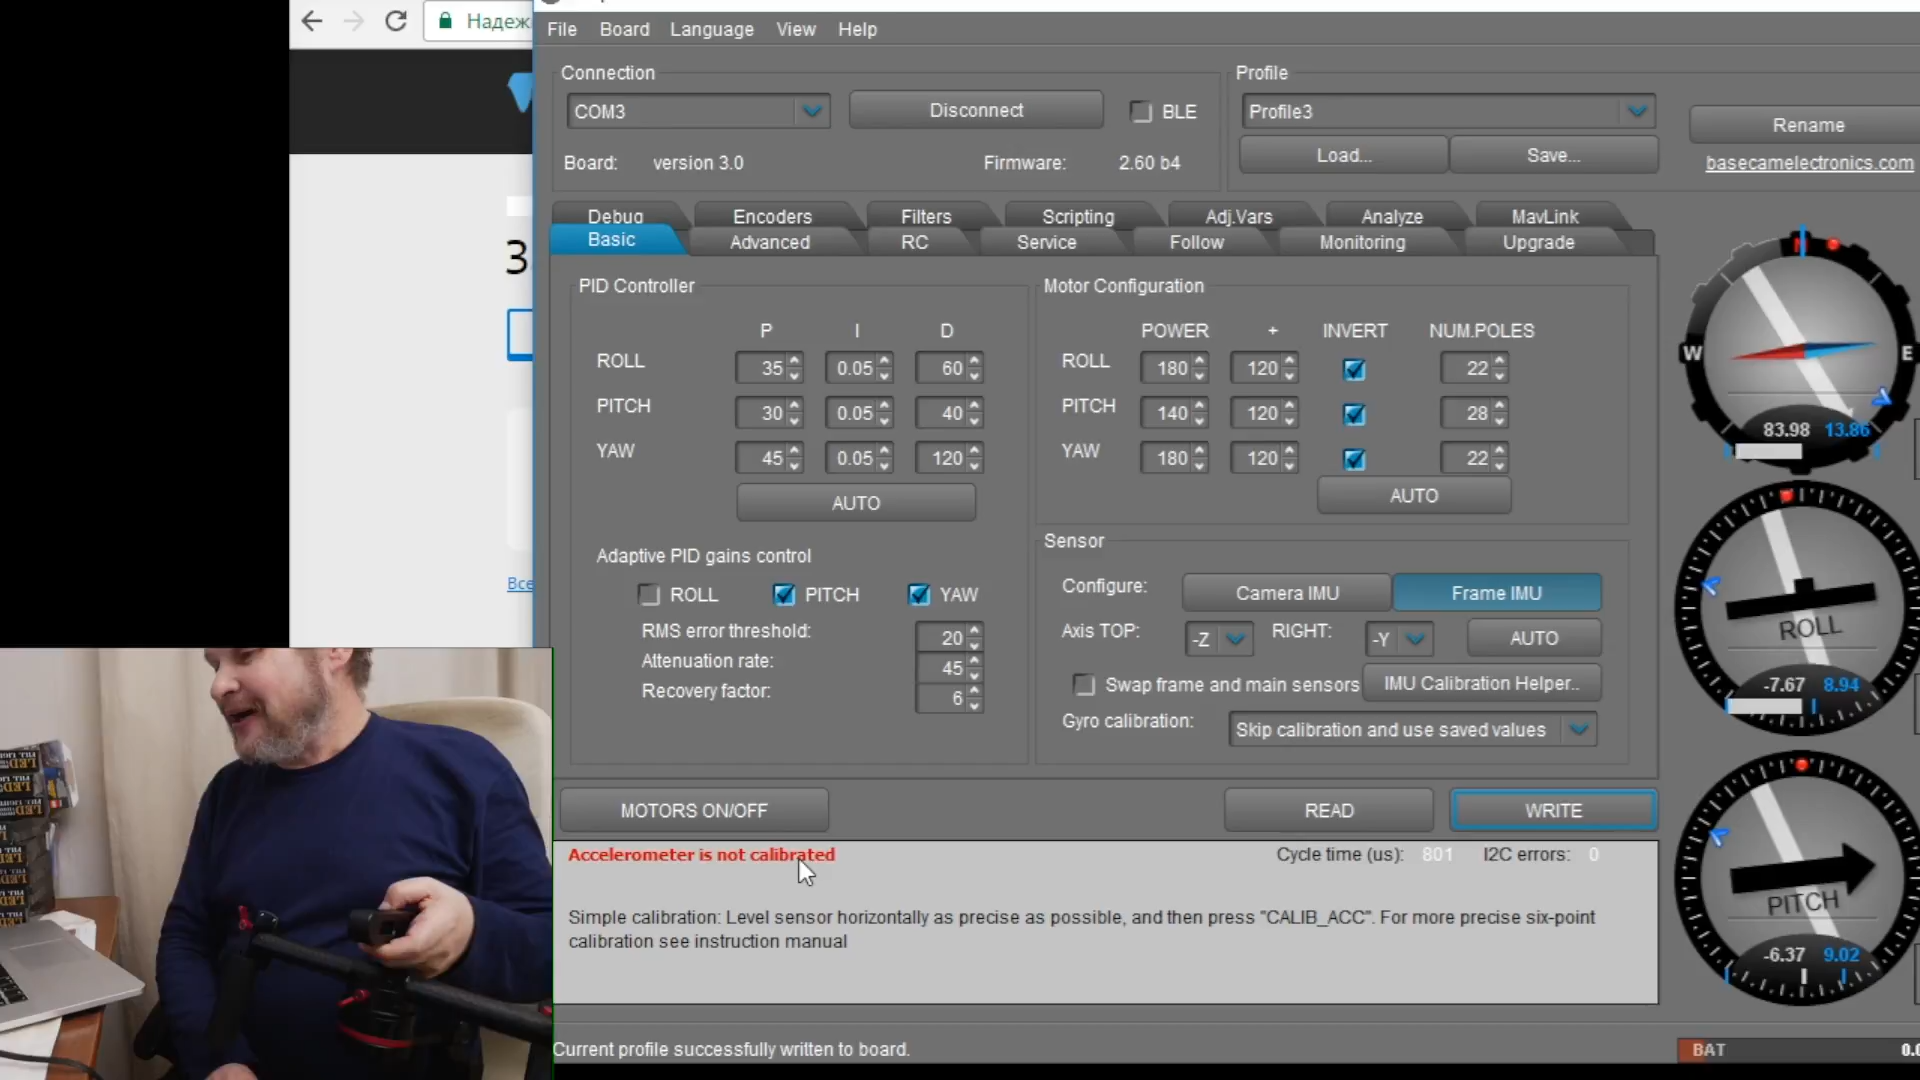 Надеж
File Board Language View Help
Connection
COM3
Disconnect
BLE
Board: version 3.0 Firmware: 2.60 b4
Profile
Profile3
Rename
Load... Save...
basecamelectronics.com
Debug Encoders Filters Scripting Adj.Vars Analyze MavLink
Basic Advanced RC Service Follow Monitoring Upgrade
3
Все
PID Controller
P I D
ROLL 35 0.05 60
PITCH 30 0.05 40
YAW 45 0.05 120
AUTO
Adaptive PID gains control
ROLL PITCH YAW
RMS error threshold: 20
Attenuation rate: 45
Recovery factor: 6
Motor Configuration
POWER + INVERT NUM.POLES
ROLL 180 120 22
PITCH 140 120 28
YAW 180 120 22
AUTO
Sensor
Configure: Camera IMU Frame IMU
Axis TOP: -Z RIGHT: -Y AUTO
Swap frame and main sensors IMU Calibration Helper..
Gyro calibration: Skip calibration and use saved values
N
W E
83.98 13.86
ROLL
-7.67 8.94
PITCH
-6.37 9.02
MOTORS ON/OFF READ WRITE
Accelerometer is not calibrated Cycle time (us): 801 I2C errors: 0
Simple calibration: Level sensor horizontally as precise as possible, and then press "CALIB_ACC". For more precise six-point
calibration see instruction manual
Current profile successfully written to board.
BAT 0.0